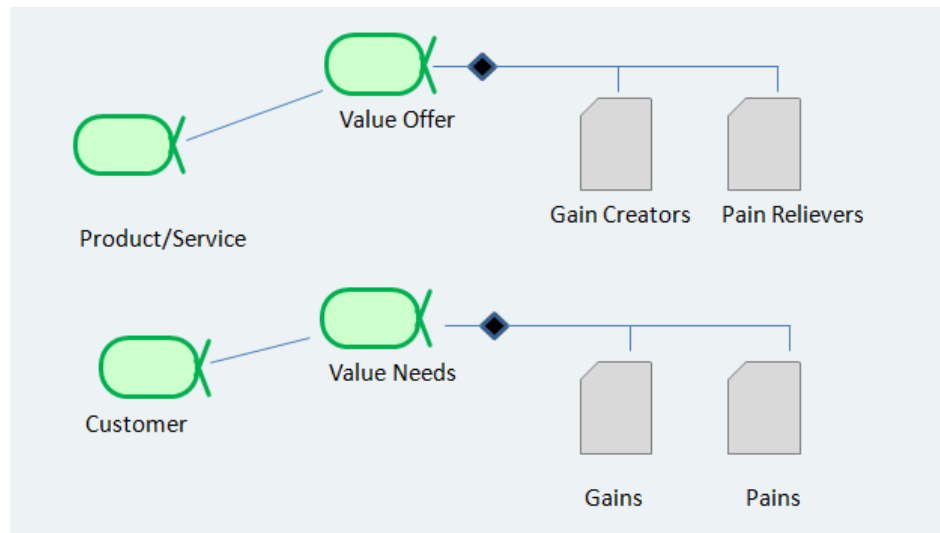 Value Offer
Gain Creators
Pain Relievers
Product/Service
Value Needs
Customer
Gains
Pains